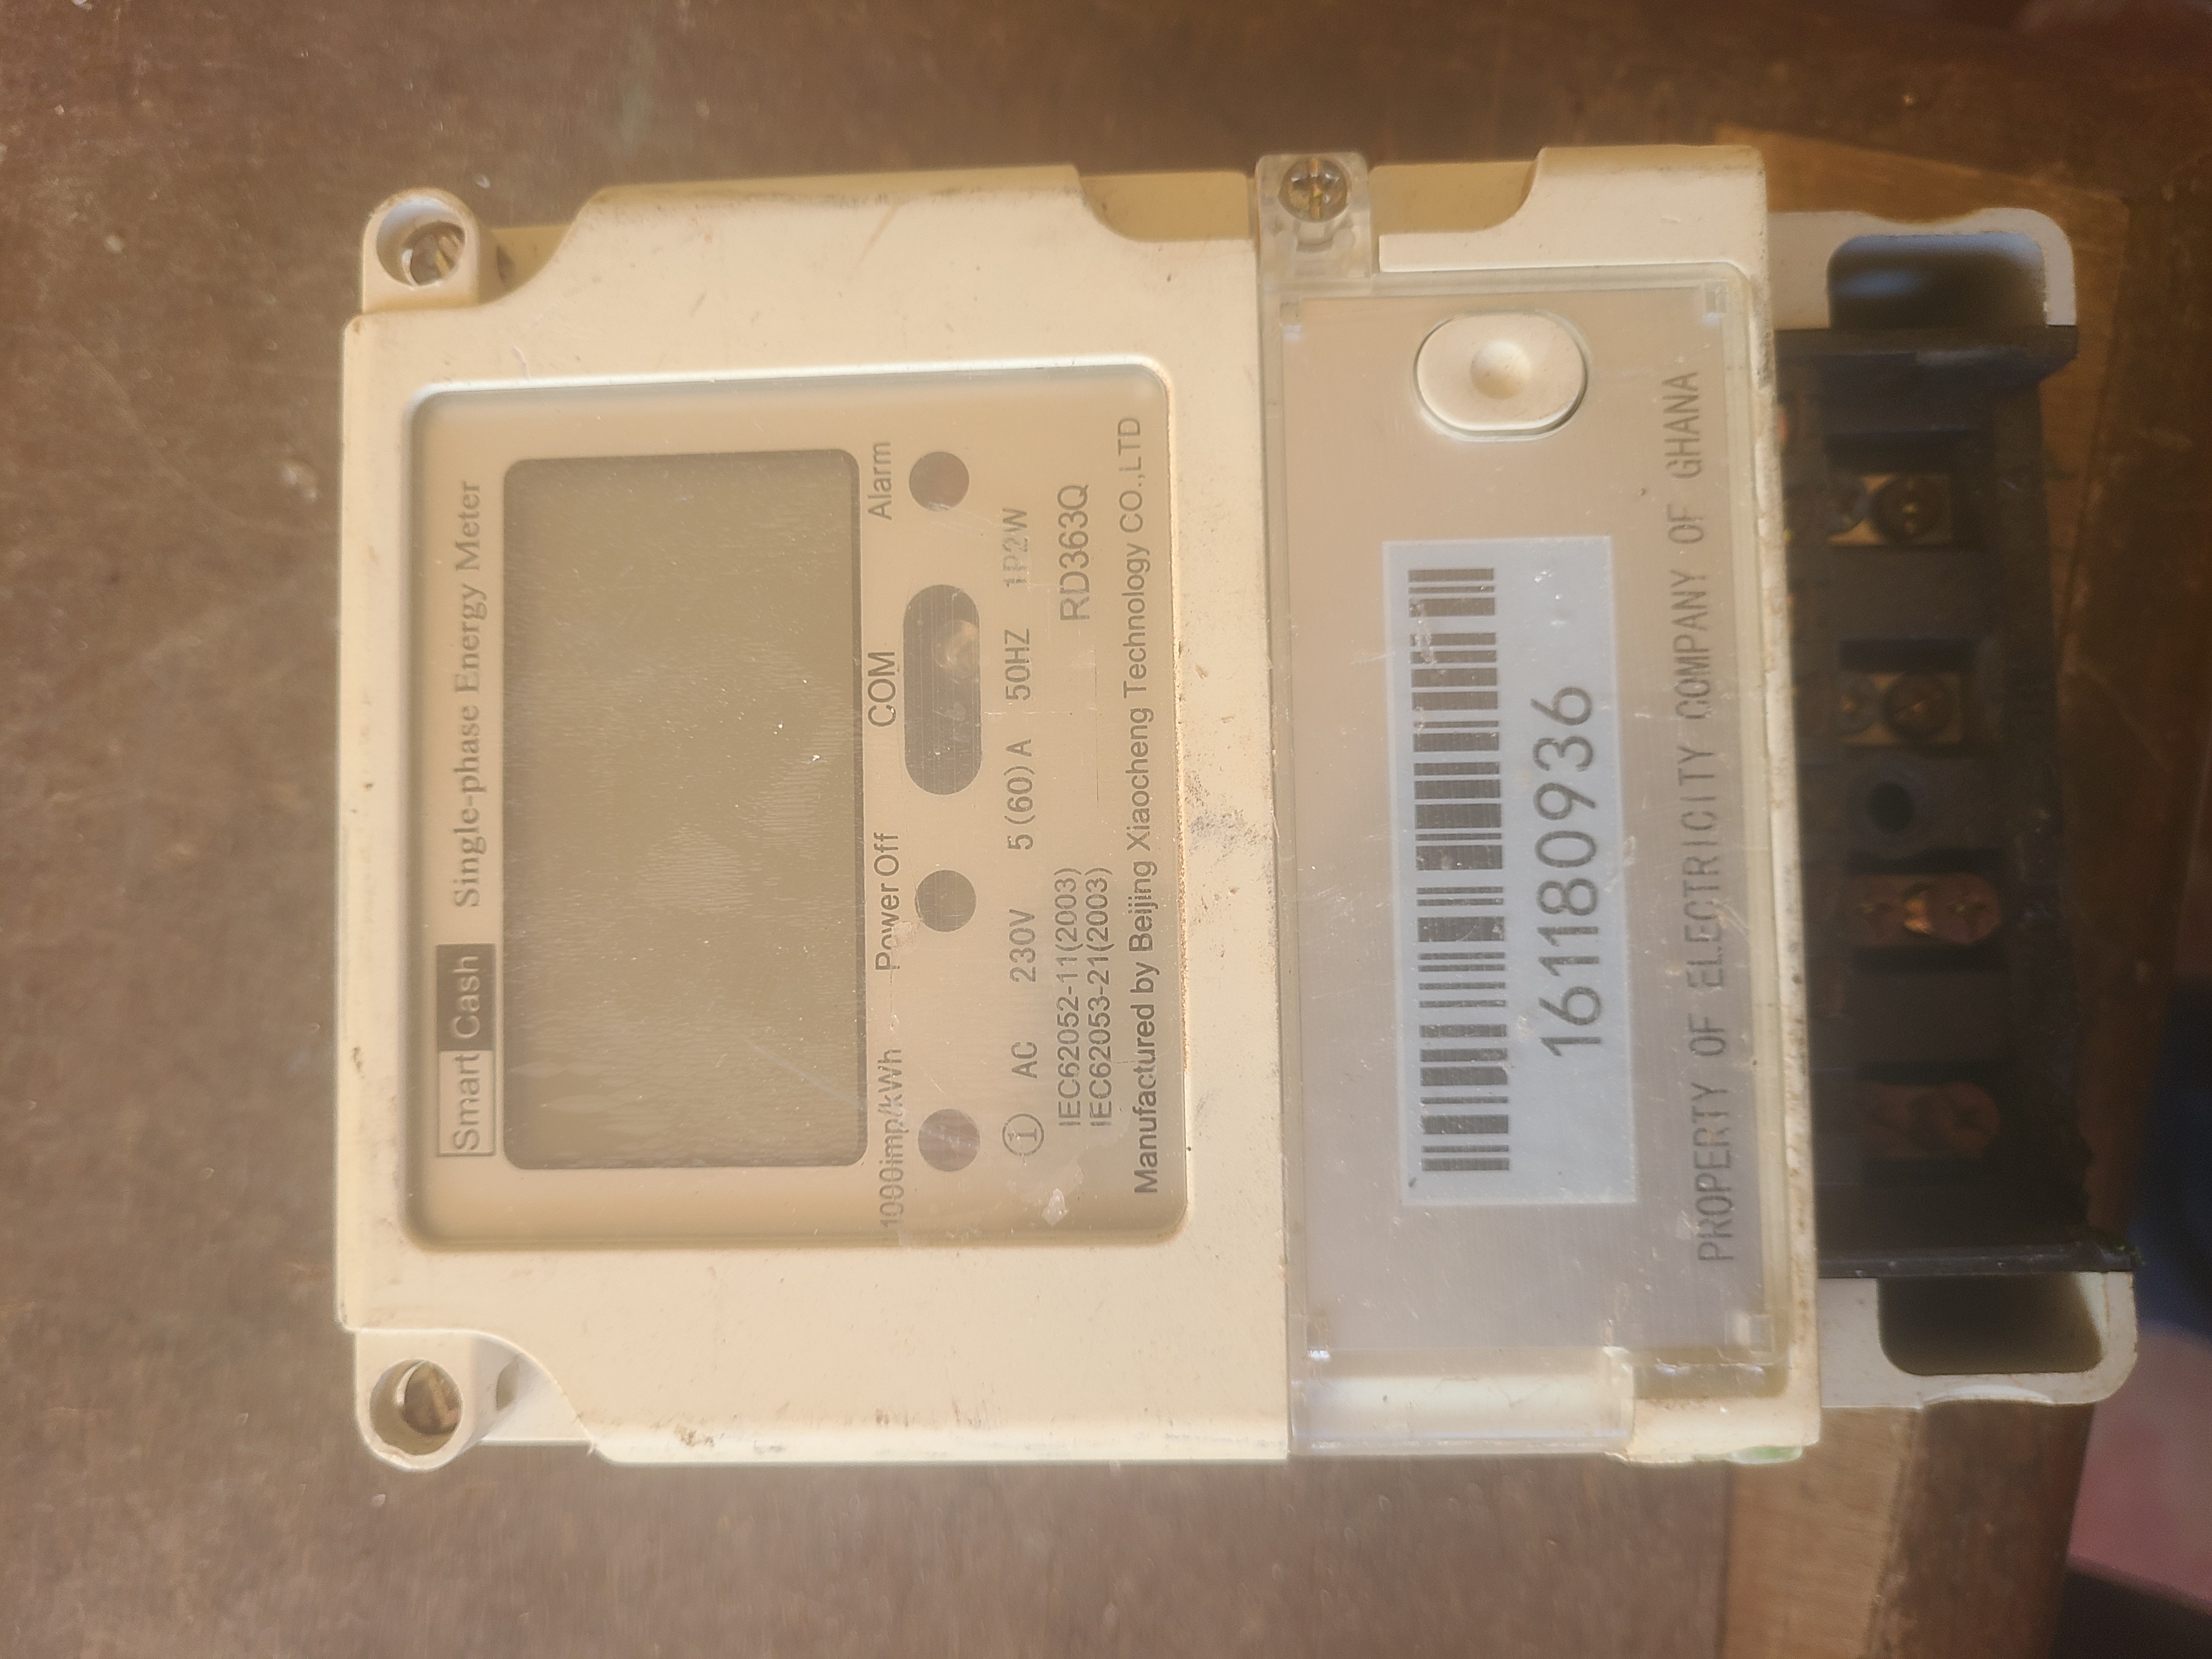 Smart Cash Single-phase Energy Meter
1000imp/kWh Power Off COM Alarm
① AC 230V 5(60)A 50HZ 1P2W
IEC62052-11(2003) RD363Q
IEC62053-21(2003)
Manufactured by Beijing Xiaocheng Technology CO.,LTD
161180936
PROPERTY OF ELECTRICITY COMPANY OF GHANA